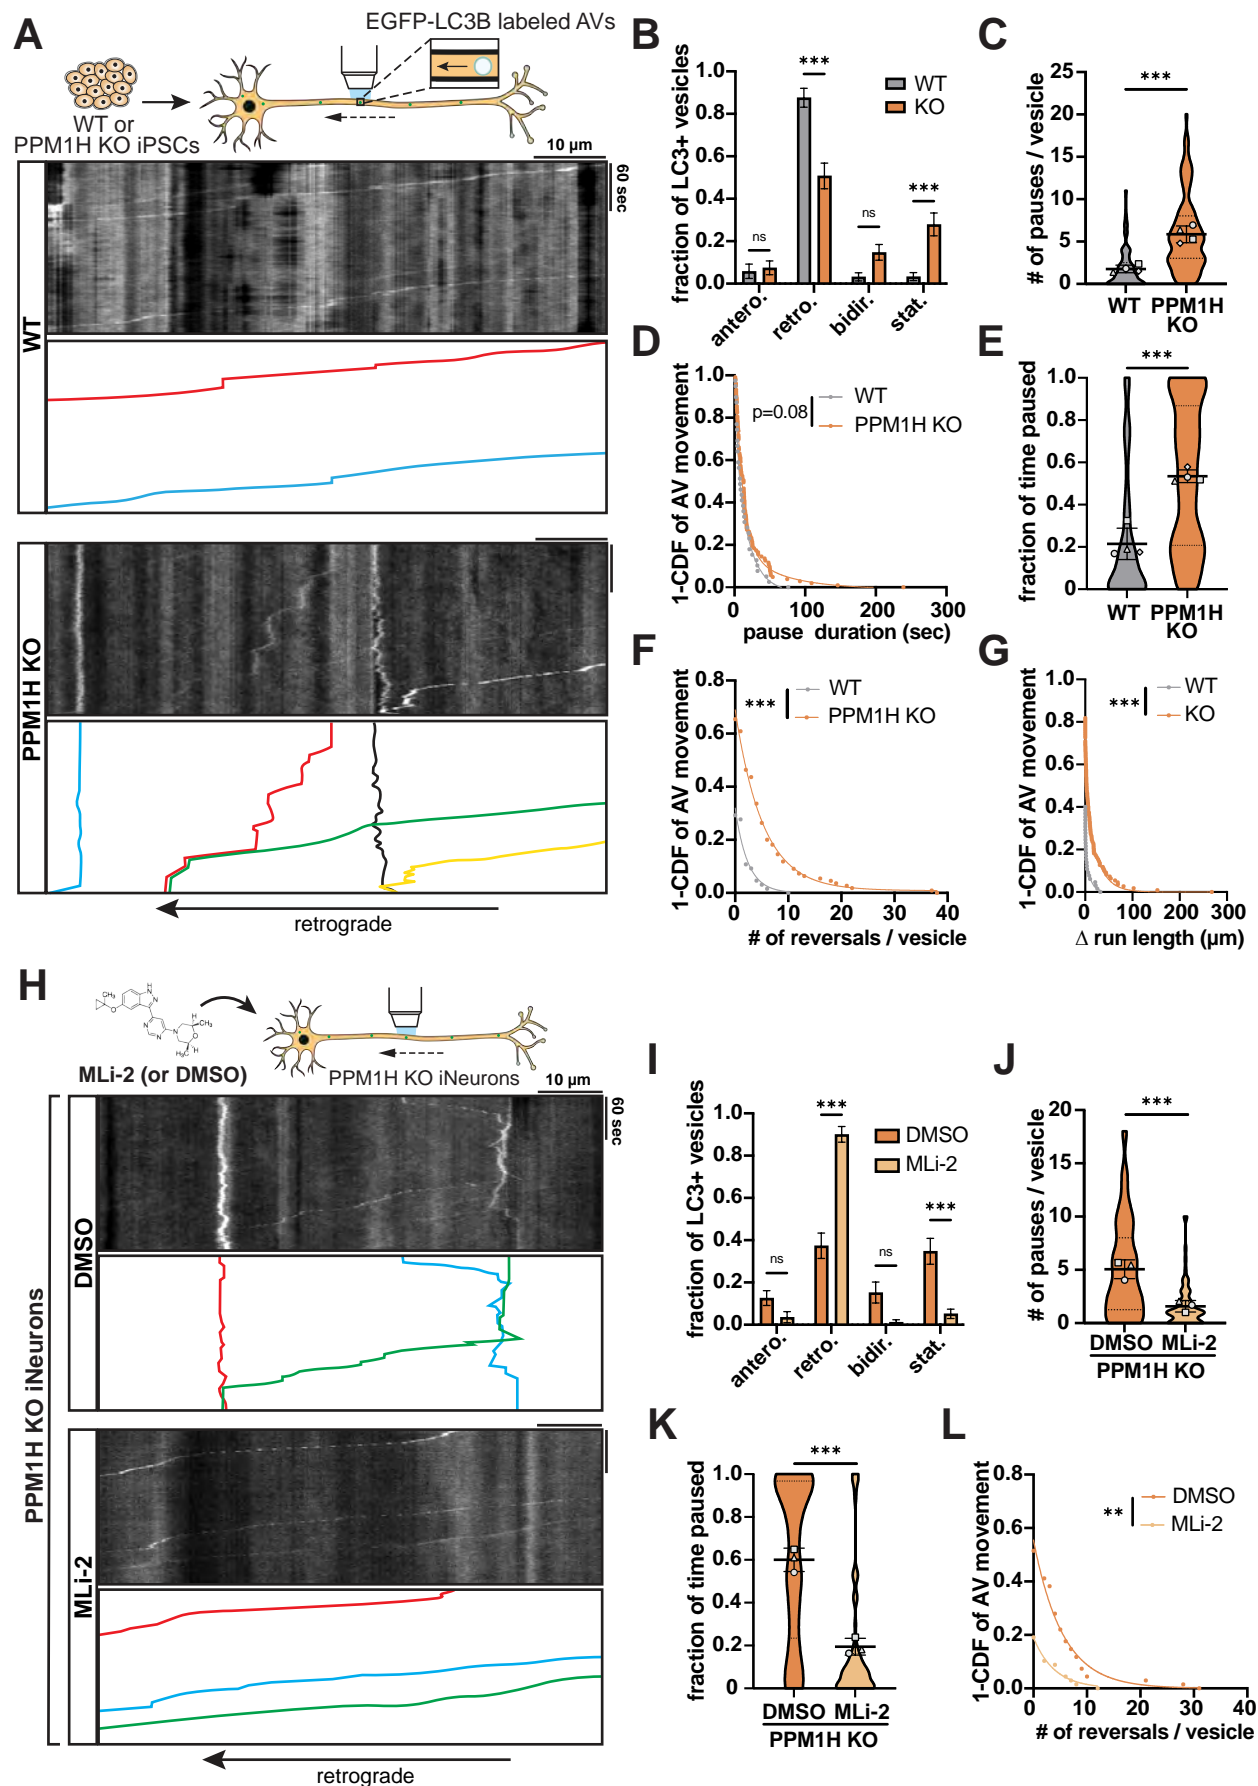 A
EGFP-LC3B labeled AVs
WT or
PPM1H KO iPSCs
10 µm
60 sec
WT
PPM1H KO
retrograde
B
fraction of LC3+ vesicles
1.0
0.8
0.6
0.4
0.2
0
***
WT
KO
***
ns
ns
antero.
retro.
bidir.
stat.
C
# of pauses / vesicle
25
20
15
10
5
0
***
WT
PPM1H
KO
D
1-CDF of AV movement
1.0
0.8
0.6
0.4
0.2
0
p=0.08
WT
PPM1H KO
0
100
200
300
pause duration (sec)
E
fraction of time paused
1.0
0.8
0.6
0.4
0.2
0
***
WT
PPM1H
KO
F
1-CDF of AV movement
0.8
0.6
0.4
0.2
0.0
***
WT
PPM1H KO
0
10
20
30
40
# of reversals / vesicle
G
1-CDF of AV movement
1.0
0.8
0.6
0.4
0.2
0.0
***
WT
KO
0
100
200
300
Δ run length (µm)
H
CH₃
H
N
N
O
N
N
N
H
CH₃
O
H
CH₃
MLi-2 (or DMSO)
PPM1H KO iNeurons
10 µm
60 sec
PPM1H KO iNeurons
DMSO
MLi-2
retrograde
I
fraction of LC3+ vesicles
1.0
0.8
0.6
0.4
0.2
0
***
DMSO
MLi-2
***
ns
ns
antero.
retro.
bidir.
stat.
J
# of pauses / vesicle
20
15
10
5
0
***
DMSO MLi-2
PPM1H KO
K
fraction of time paused
1.0
0.8
0.6
0.4
0.2
0
***
DMSO MLi-2
PPM1H KO
L
1-CDF of AV movement
0.8
0.6
0.4
0.2
0
**
DMSO
MLi-2
0
10
20
30
40
# of reversals / vesicle